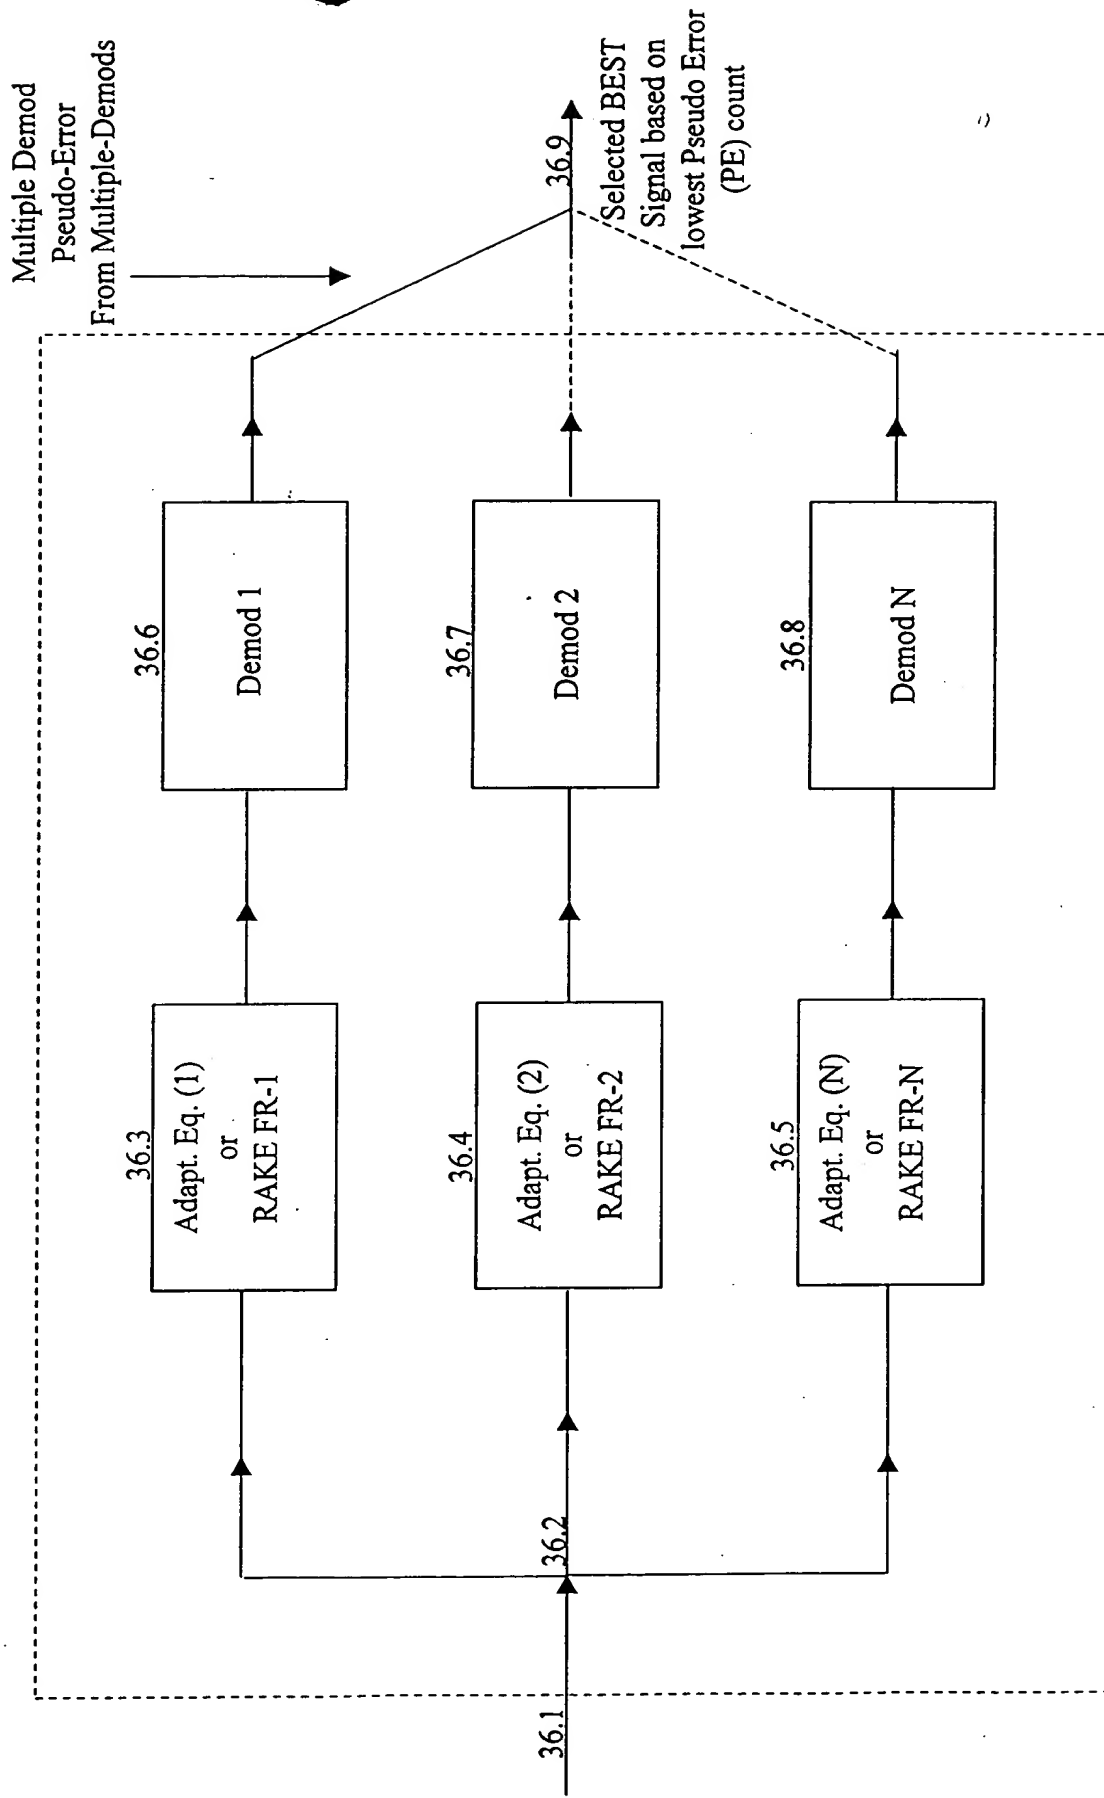 Multiple Demod
Pseudo-Error
From Multiple-Demods
36.1
36.2
36.3
Adapt. Eq. (1)
or
RAKE FR-1
36.6
Demod 1
36.4
Adapt. Eq. (2)
or
RAKE FR-2
36.7
Demod 2
36.5
Adapt. Eq. (N)
or
RAKE FR-N
36.8
Demod N
36.9
Selected BEST
Signal based on
lowest Pseudo Error
(PE) count